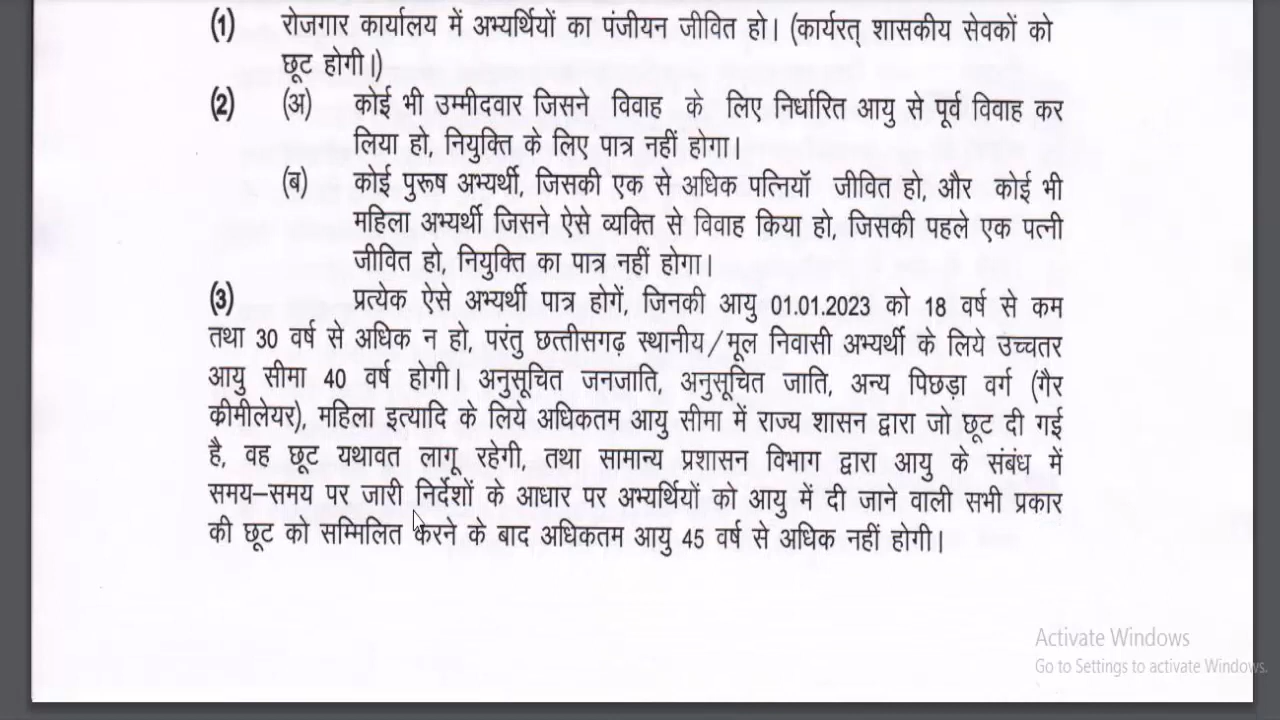 (1) रोजगार कार्यालय में अभ्यर्थियों का पंजीयन जीवित हो। (कार्यरत् शासकीय सेवकों को
छूट होगी।)
(2) (अ) कोई भी उम्मीदवार जिसने विवाह के लिए निर्धारित आयु से पूर्व विवाह कर
लिया हो, नियुक्ति के लिए पात्र नहीं होगा।
(ब) कोई पुरूष अभ्यर्थी, जिसकी एक से अधिक पत्नियॉ जीवित हो, और कोई भी
महिला अभ्यर्थी जिसने ऐसे व्यक्ति से विवाह किया हो, जिसकी पहले एक पत्नी
जीवित हो, नियुक्ति का पात्र नहीं होगा।
(3) प्रत्येक ऐसे अभ्यर्थी पात्र होगें, जिनकी आयु 01.01.2023 को 18 वर्ष से कम
तथा 30 वर्ष से अधिक न हो, परंतु छत्तीसगढ़ स्थानीय/मूल निवासी अभ्यर्थी के लिये उच्चतर
आयु सीमा 40 वर्ष होगी। अनुसूचित जनजाति, अनुसूचित जाति, अन्य पिछड़ा वर्ग (गैर
क्रीमीलेयर), महिला इत्यादि के लिये अधिकतम आयु सीमा में राज्य शासन द्वारा जो छूट दी गई
है, वह छूट यथावत लागू रहेगी, तथा सामान्य प्रशासन विभाग द्वारा आयु के संबंध में
समय–समय पर जारी निर्देशों के आधार पर अभ्यर्थियों को आयु में दी जाने वाली सभी प्रकार
की छूट को सम्मिलित करने के बाद अधिकतम आयु 45 वर्ष से अधिक नहीं होगी।
Activate Windows
Go to Settings to activate Windows.